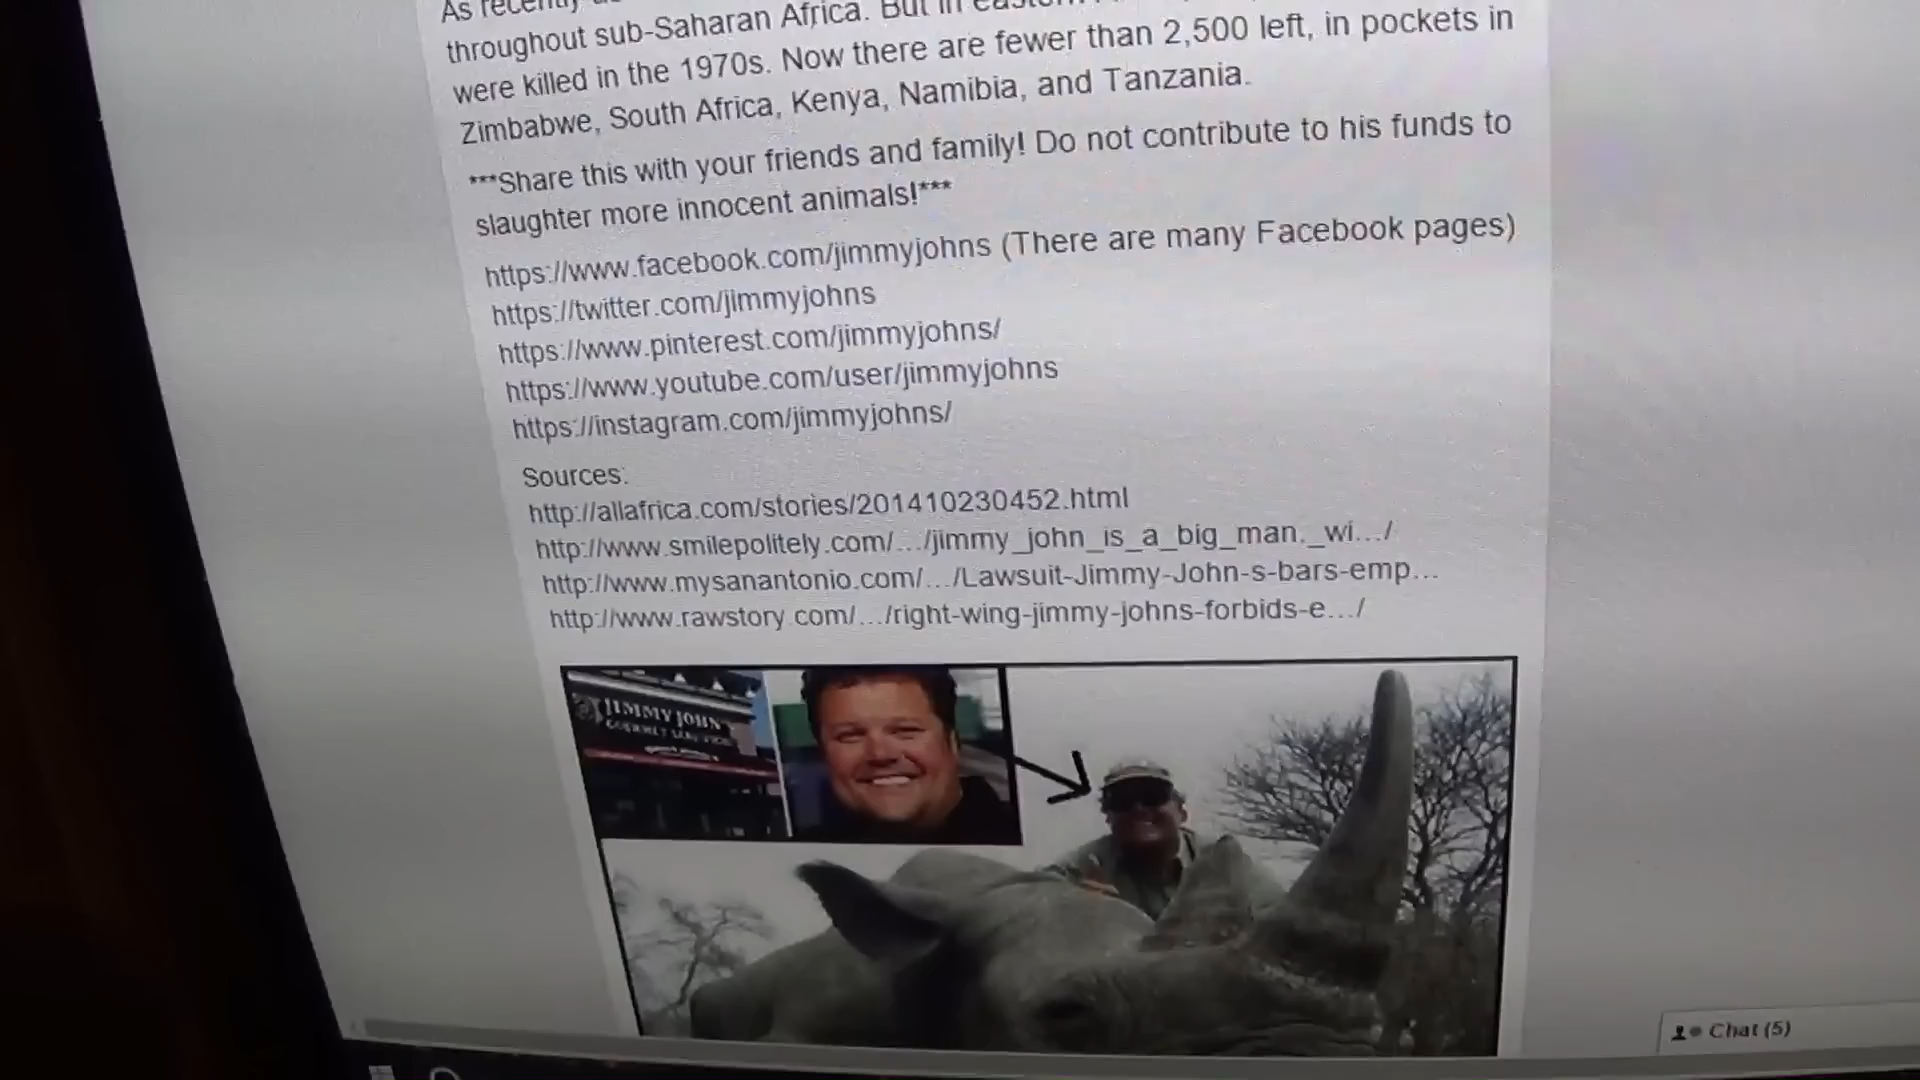 As recently
throughout sub-Saharan Africa. But in
were killed in the 1970s. Now there are fewer than 2,500 left, in pockets in
Zimbabwe, South Africa, Kenya, Namibia, and Tanzania.
***Share this with your friends and family! Do not contribute to his funds to
slaughter more innocent animals!***
https://www.facebook.com/jimmyjohns (There are many Facebook pages)
https://twitter.com/jimmyjohns
https://www.pinterest.com/jimmyjohns/
https://www.youtube.com/user/jimmyjohns
https://instagram.com/jimmyjohns/
Sources:
http://allafrica.com/stories/201410230452.html
http://www.smilepolitely.com/.../jimmy_john_is_a_big_man._wi.../
http://www.mysanantonio.com/.../Lawsuit-Jimmy-John-s-bars-emp...
http://www.rawstory.com/.../right-wing-jimmy-johns-forbids-e.../
JIMMY JOHN
Chat (5)